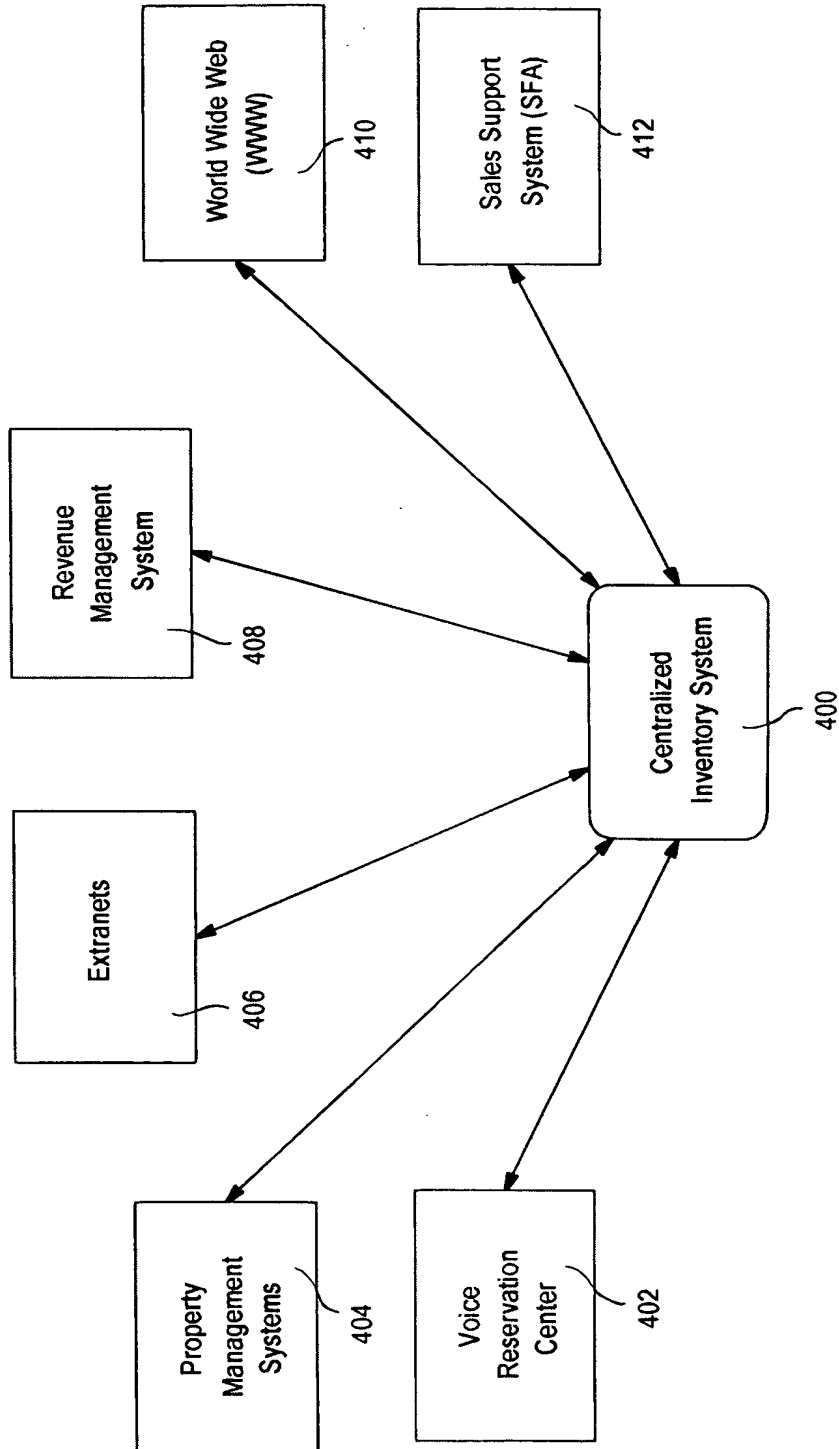 Property
Management
Systems
404
Voice
Reservation
Center
402
Extranets
406
Revenue
Management
System
408
World Wide Web
(WWW)
410
Sales Support
System (SFA)
412
Centralized
Inventory System
400